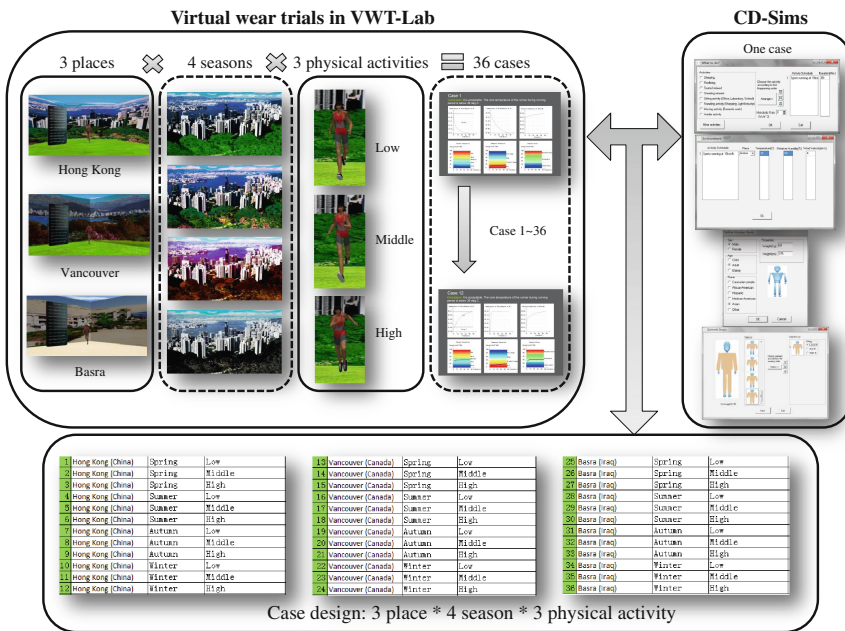 Virtual wear trials in VWT-Lab
CD-Sims
3 places
4 seasons
3 physical activities
36 cases
Hong Kong
Vancouver
Basra
Low
Middle
High
Case 1
Case 1~36
Case 12
One case
1 Hong Kong (China) Spring Low
2 Hong Kong (China) Spring Middle
3 Hong Kong (China) Spring High
4 Hong Kong (China) Summer Low
5 Hong Kong (China) Summer Middle
6 Hong Kong (China) Summer High
7 Hong Kong (China) Autumn Low
8 Hong Kong (China) Autumn Middle
9 Hong Kong (China) Autumn High
10 Hong Kong (China) Winter Low
11 Hong Kong (China) Winter Middle
12 Hong Kong (China) Winter High
13 Vancouver (Canada) Spring Low
14 Vancouver (Canada) Spring Middle
15 Vancouver (Canada) Spring High
16 Vancouver (Canada) Summer Low
17 Vancouver (Canada) Summer Middle
18 Vancouver (Canada) Summer High
19 Vancouver (Canada) Autumn Low
20 Vancouver (Canada) Autumn Middle
21 Vancouver (Canada) Autumn High
22 Vancouver (Canada) Winter Low
23 Vancouver (Canada) Winter Middle
24 Vancouver (Canada) Winter High
25 Basra (Iraq) Spring Low
26 Basra (Iraq) Spring Middle
27 Basra (Iraq) Spring High
28 Basra (Iraq) Summer Low
29 Basra (Iraq) Summer Middle
30 Basra (Iraq) Summer High
31 Basra (Iraq) Autumn Low
32 Basra (Iraq) Autumn Middle
33 Basra (Iraq) Autumn High
34 Basra (Iraq) Winter Low
35 Basra (Iraq) Winter Middle
36 Basra (Iraq) Winter High
Case design: 3 place * 4 season * 3 physical activity